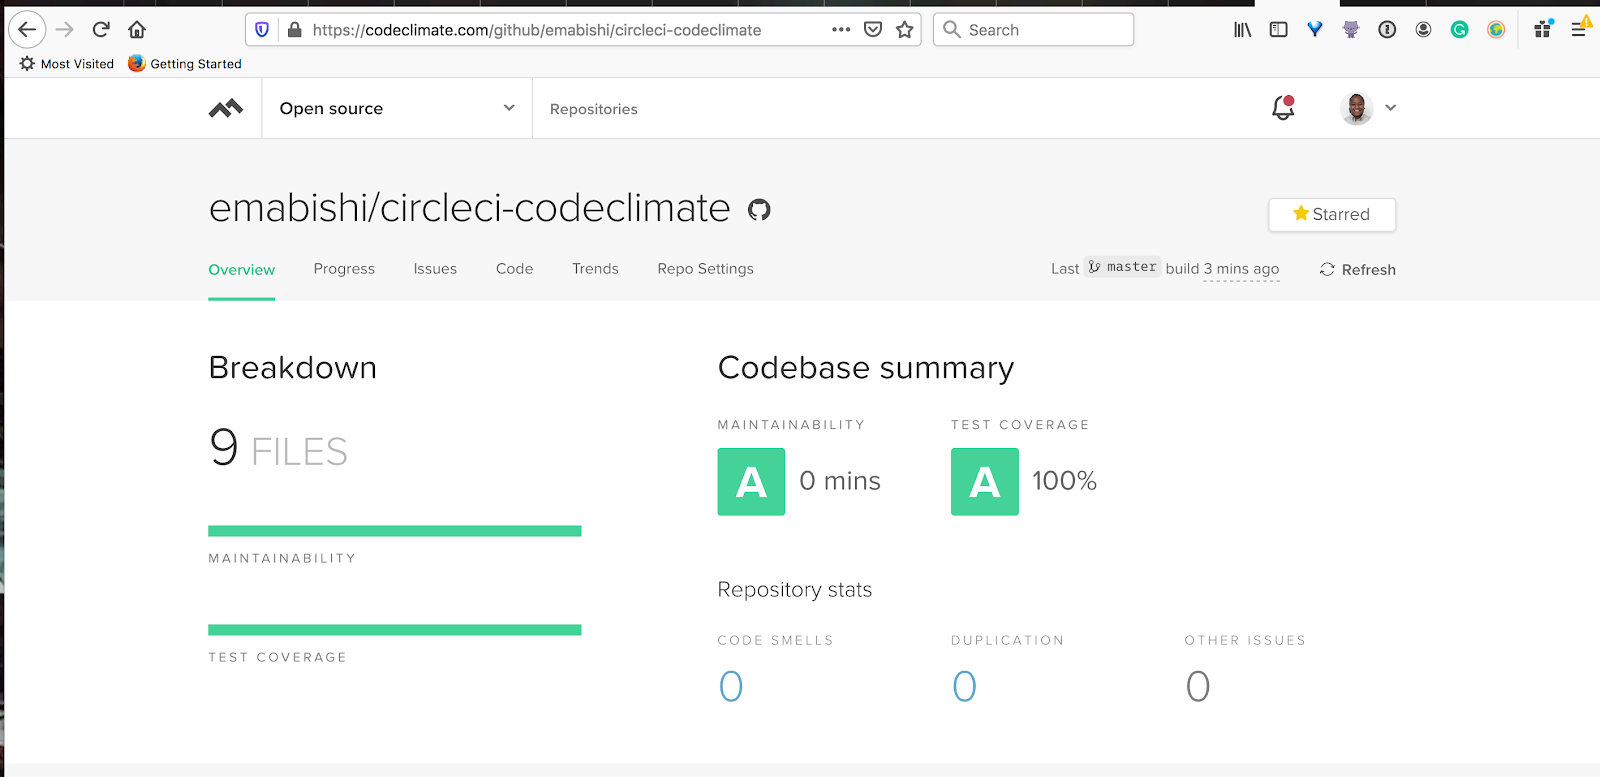 https://codeclimate.com/github/emabishi/circleci-codeclimate
Search
Most Visited
Getting Started
Open source
Repositories
emabishi/circleci-codeclimate
Starred
Overview Progress Issues Code Trends Repo Settings
Last master build 3 mins ago
Refresh
Breakdown
9 FILES
MAINTAINABILITY
TEST COVERAGE
Codebase summary
MAINTAINABILITY TEST COVERAGE
A 0 mins A 100%
Repository stats
CODE SMELLS DUPLICATION OTHER ISSUES
0 0 0